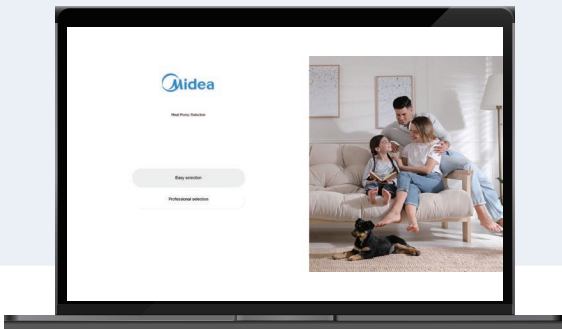 Midea
Heat Pump Selection
Easy selection
Professional selection